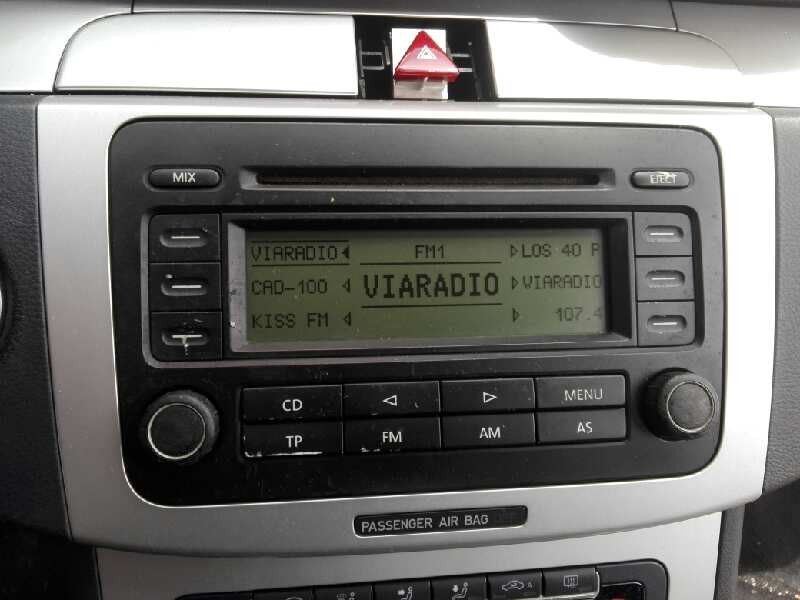 MIX
EJECT
VIARADIO FM1 LOS 40 P
CAD-100 VIARADIO VIARADIO
KISS FM 107.4
CD MENU
TP FM AM AS
PASSENGER AIR BAG